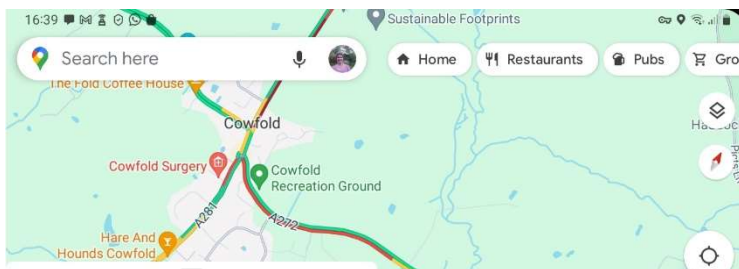 16:39
Sustainable Footprints
Search here
Home
Restaurants
Pubs
Gro
The Fold Coffee House
Cowfold
Cowfold Surgery
Cowfold
Recreation Ground
A281
A272
Hare And
Hounds Cowfold